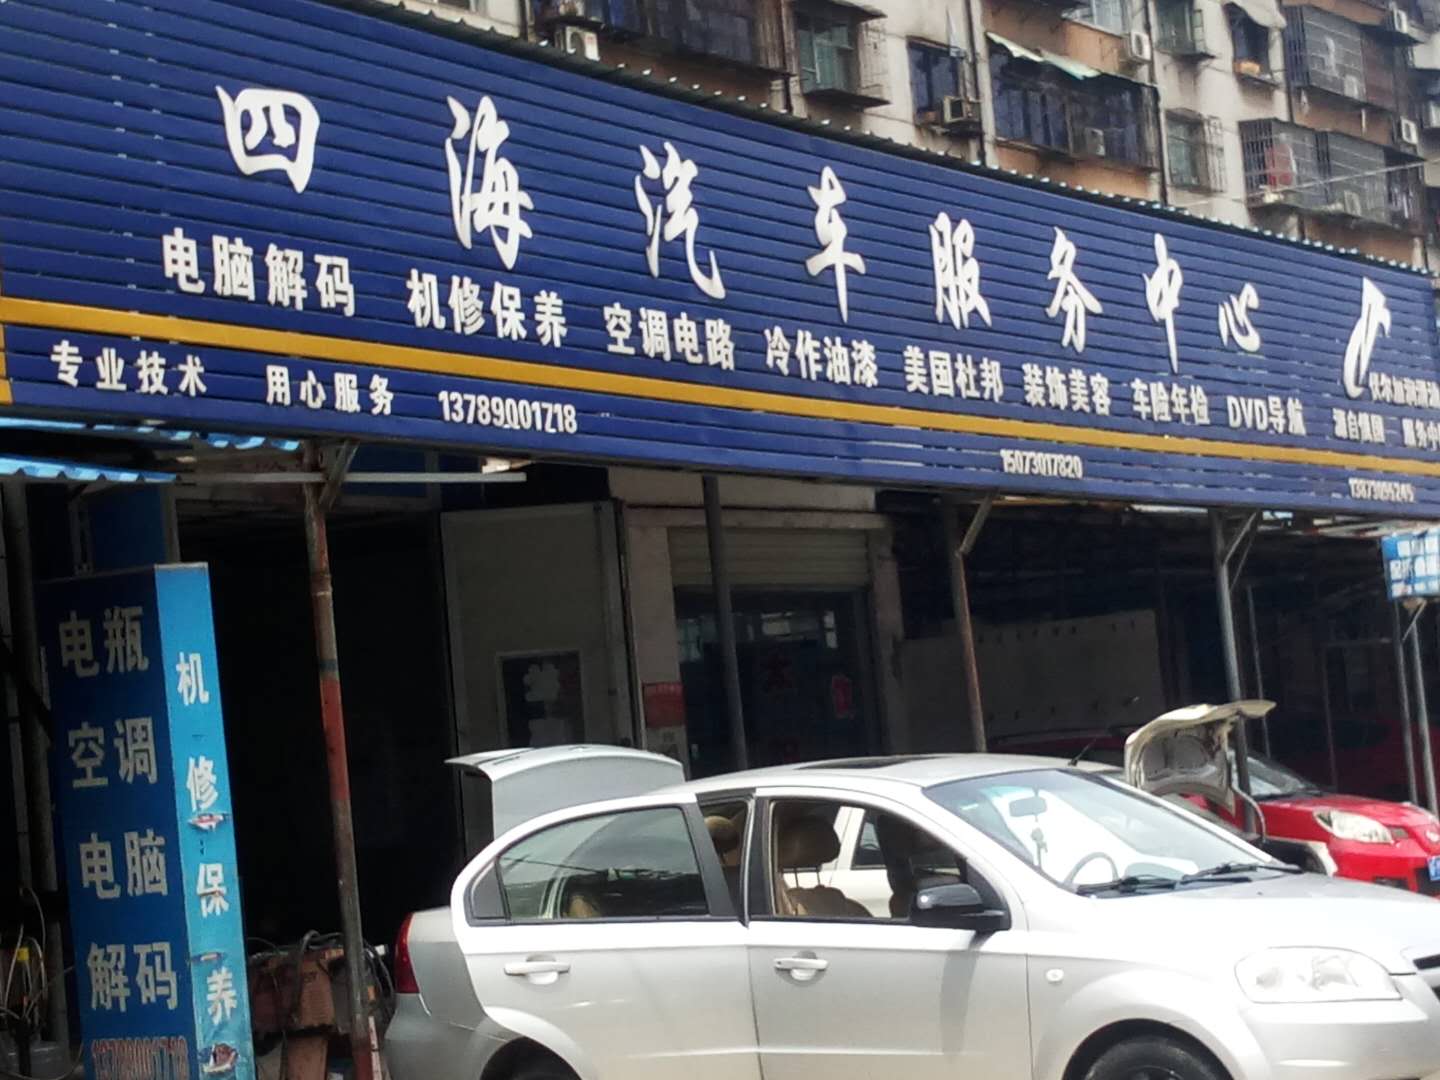 四海汽车服务中心
电脑解码 机修保养 空调电路 冷作油漆 美国杜邦 装饰美容 车险年检 DVD导航
专业技术 用心服务 13789001718
15073017820
电瓶
空调
电脑
解码
13789001718
机修保养